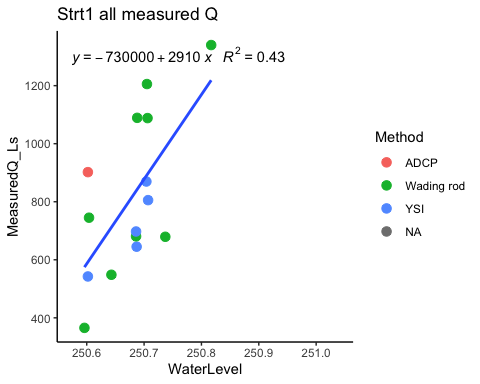 Strt1 all measured Q
y = − 730000 + 2910 x  R² = 0.43
MeasuredQ_Ls
1200
1000
800
600
400
250.6 250.7 250.8 250.9 251.0
WaterLevel
Method
ADCP
Wading rod
YSI
NA